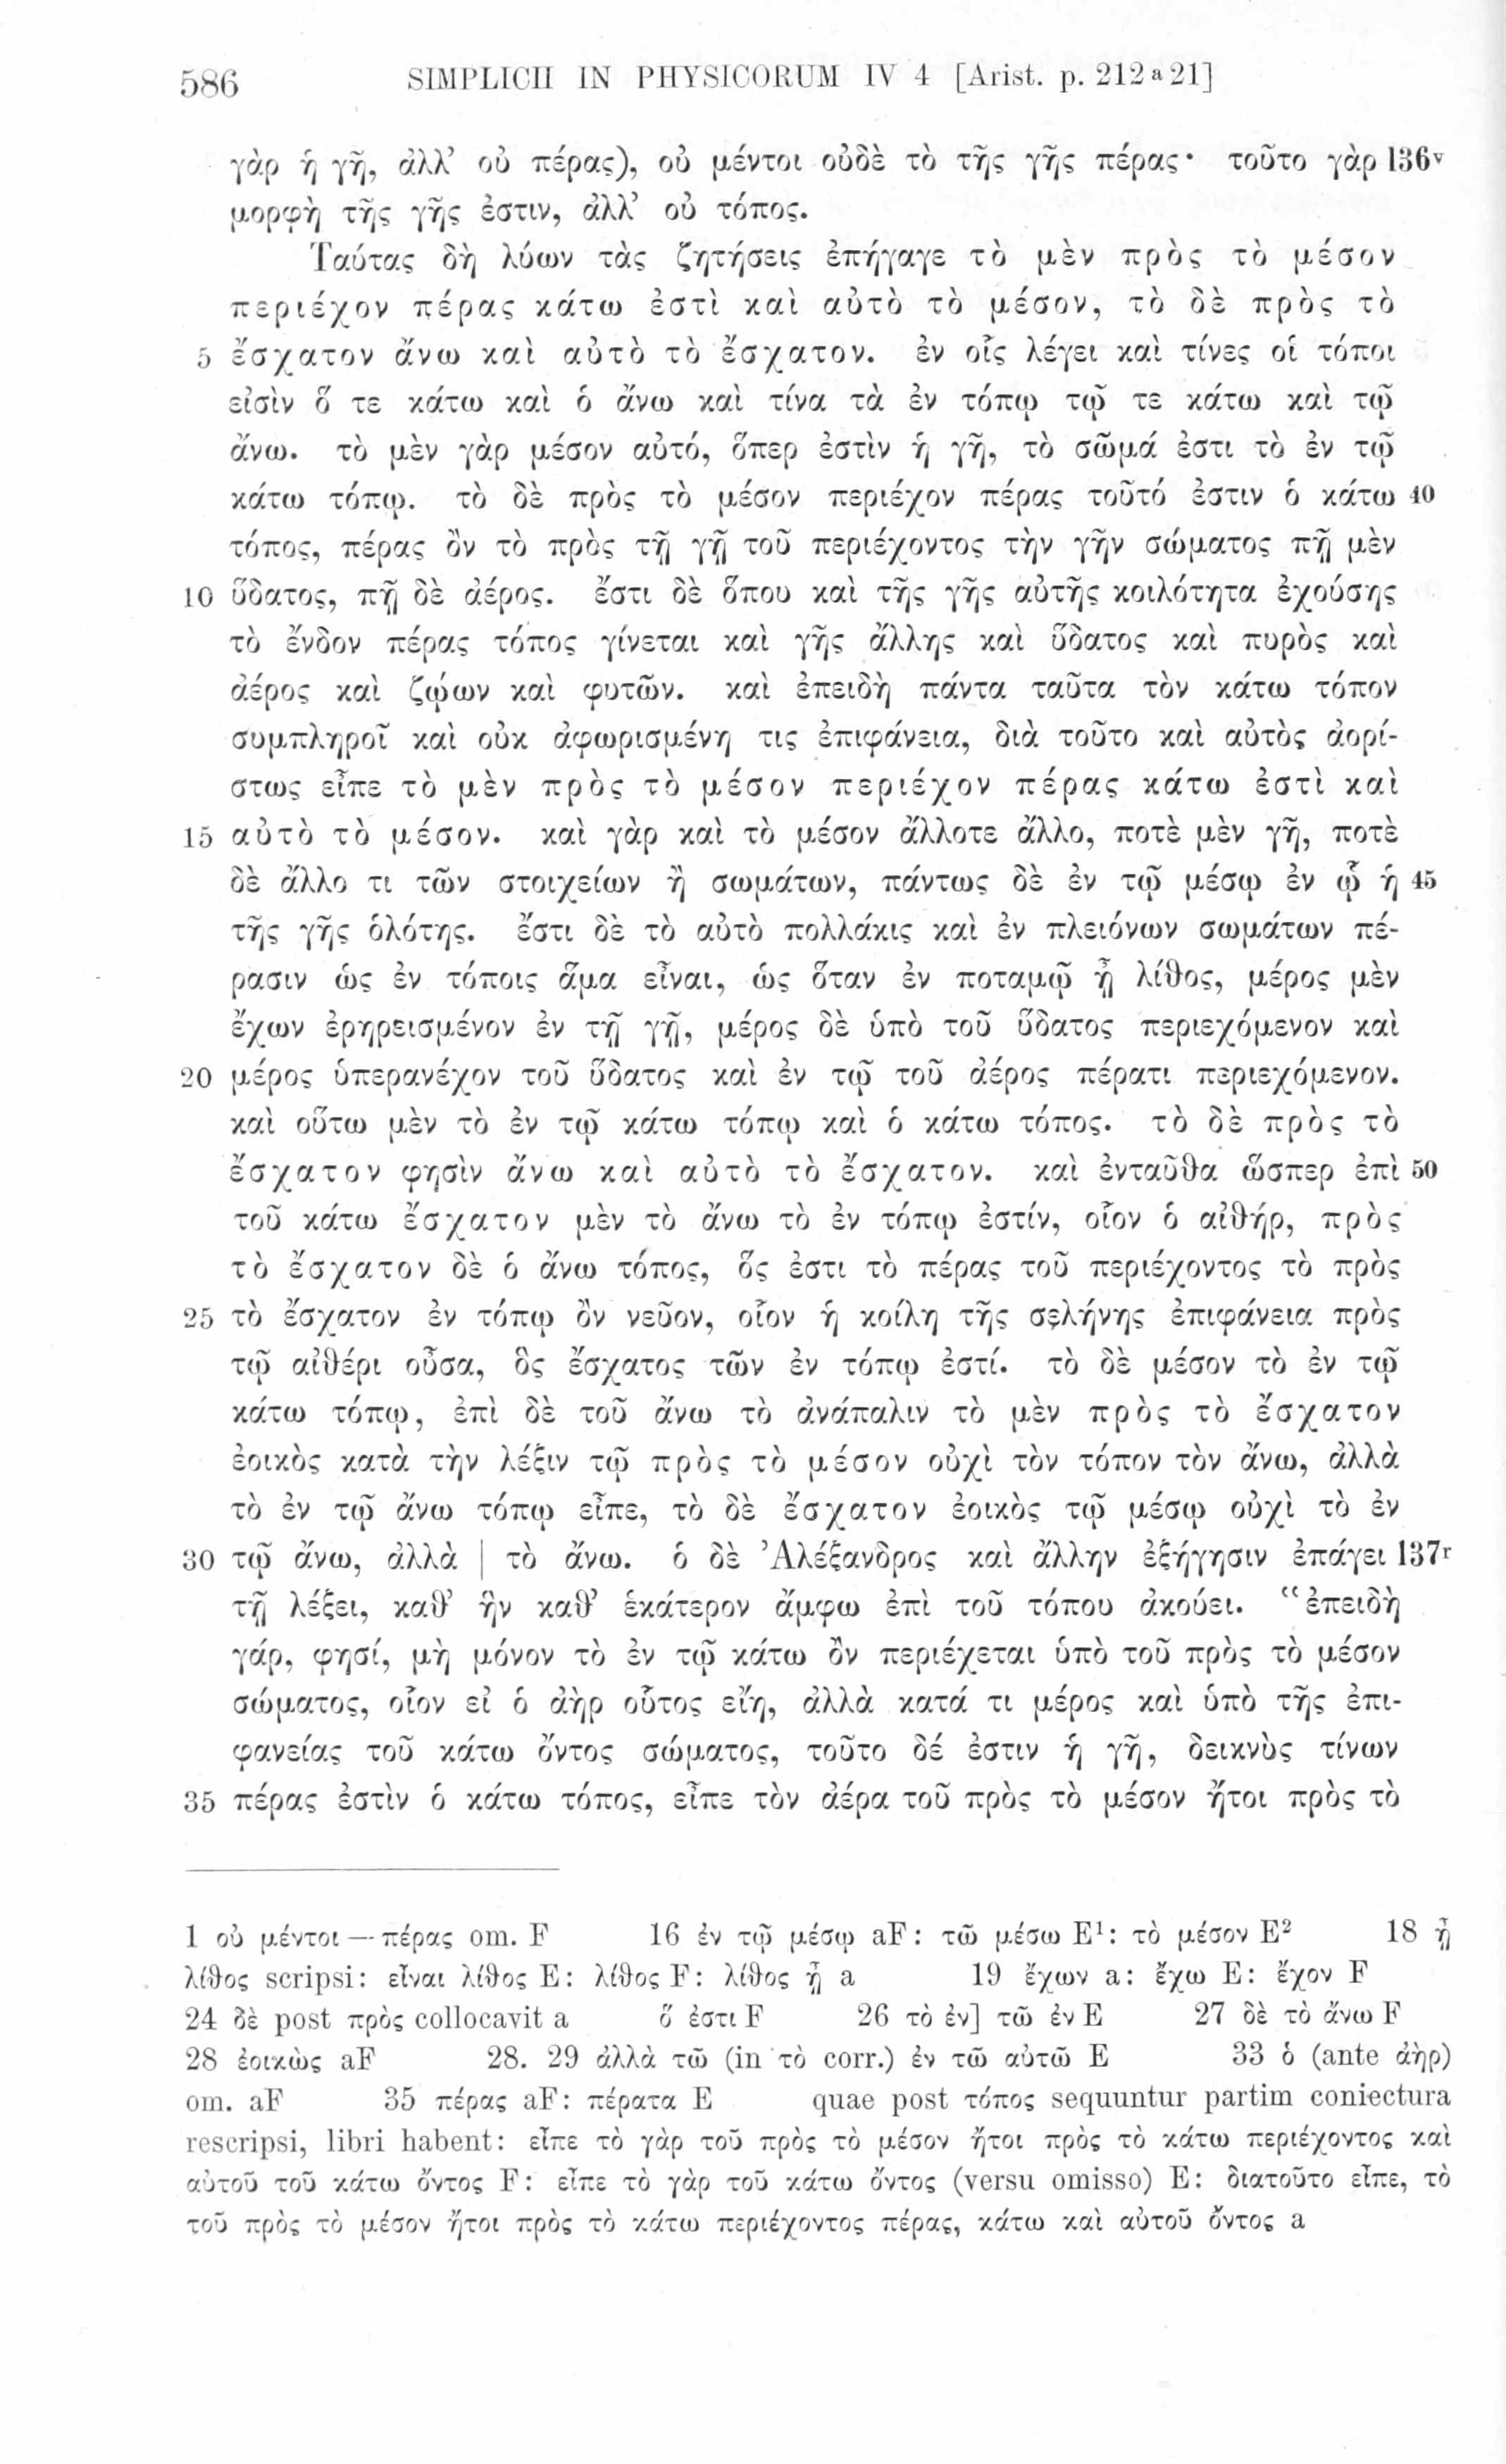 586 SIMPLICII IN PHYSICORUM IV 4 [Arist. p. 212 a 21]
γὰρ ἡ γῆ, ἀλλ’ οὐ πέρας), οὐ μέντοι οὐδὲ τὸ τῆς γῆς πέρας· τοῦτο γὰρ 136v
μορφὴ τῆς γῆς ἐστιν, ἀλλ’ οὐ τόπος.
Ταύτας δὴ λύων τὰς ζητήσεις ἐπήγαγε τὸ μὲν πρὸς τὸ μέσον
περιέχον πέρας κάτω ἐστὶ καὶ αὐτὸ τὸ μέσον, τὸ δὲ πρὸς τὸ
5 ἔσχατον ἄνω καὶ αὐτὸ τὸ ἔσχατον. ἐν οἷς λέγει καὶ τίνες οἱ τόποι
εἰσὶν ὅ τε κάτω καὶ ὁ ἄνω καὶ τίνα τὰ ἐν τόπῳ τῷ τε κάτω καὶ τῷ
ἄνω. τὸ μὲν γὰρ μέσον αὐτό, ὅπερ ἐστὶν ἡ γῆ, τὸ σῶμά ἐστι τὸ ἐν τῷ
κάτω τόπῳ. τὸ δὲ πρὸς τὸ μέσον περιέχον πέρας τοῦτό ἐστιν ὁ κάτω 40
τόπος, πέρας ὂν τὸ πρὸς τῇ γῇ τοῦ περιέχοντος τὴν γῆν σώματος πῇ μὲν
10 ὕδατος, πῇ δὲ ἀέρος. ἔστι δὲ ὅπου καὶ τῆς γῆς αὐτῆς κοιλότητα ἐχούσης
τὸ ἔνδον πέρας τόπος γίνεται καὶ γῆς ἄλλης καὶ ὕδατος καὶ πυρὸς καὶ
ἀέρος καὶ ζῴων καὶ φυτῶν. καὶ ἐπειδὴ πάντα ταῦτα τὸν κάτω τόπον
συμπληροῖ καὶ οὐκ ἀφωρισμένη τις ἐπιφάνεια, διὰ τοῦτο καὶ αὐτὸς ἀορί-
στως εἶπε τὸ μὲν πρὸς τὸ μέσον περιέχον πέρας κάτω ἐστὶ καὶ
15 αὐτὸ τὸ μέσον. καὶ γὰρ καὶ τὸ μέσον ἄλλοτε ἄλλο, ποτὲ μὲν γῆ, ποτὲ
δὲ ἄλλο τι τῶν στοιχείων ἢ σωμάτων, πάντως δὲ ἐν τῷ μέσῳ ἐν ᾧ ἡ 45
τῆς γῆς ὁλότης. ἔστι δὲ τὸ αὐτὸ πολλάκις καὶ ἐν πλειόνων σωμάτων πέ-
ρασιν ὡς ἐν τόποις ἅμα εἶναι, ὡς ὅταν ἐν ποταμῷ ᾖ λίθος, μέρος μὲν
ἔχων ἐρηρεισμένον ἐν τῇ γῇ, μέρος δὲ ὑπὸ τοῦ ὕδατος περιεχόμενον καὶ
20 μέρος ὑπερανέχον τοῦ ὕδατος καὶ ἐν τῷ τοῦ ἀέρος πέρατι περιεχόμενον.
καὶ οὕτω μὲν τὸ ἐν τῷ κάτω τόπῳ καὶ ὁ κάτω τόπος. τὸ δὲ πρὸς τὸ
ἔσχατον φησὶν ἄνω καὶ αὐτὸ τὸ ἔσχατον. καὶ ἐνταῦθα ὥσπερ ἐπὶ 50
τοῦ κάτω ἔσχατον μὲν τὸ ἄνω τὸ ἐν τόπῳ ἐστίν, οἷον ὁ αἰθήρ, πρὸς
τὸ ἔσχατον δὲ ὁ ἄνω τόπος, ὅς ἐστι τὸ πέρας τοῦ περιέχοντος τὸ πρὸς
25 τὸ ἔσχατον ἐν τόπῳ ὂν νεῦον, οἷον ἡ κοίλη τῆς σελήνης ἐπιφάνεια πρὸς
τῷ αἰθέρι οὖσα, ὃς ἔσχατος τῶν ἐν τόπῳ ἐστί. τὸ δὲ μέσον τὸ ἐν τῷ
κάτω τόπῳ, ἐπὶ δὲ τοῦ ἄνω τὸ ἀνάπαλιν τὸ μὲν πρὸς τὸ ἔσχατον
ἐοικὸς κατὰ τὴν λέξιν τῷ πρὸς τὸ μέσον οὐχὶ τὸν τόπον τὸν ἄνω, ἀλλὰ
τὸ ἐν τῷ ἄνω τόπῳ εἶπε, τὸ δὲ ἔσχατον ἐοικὸς τῷ μέσῳ οὐχὶ τὸ ἐν
30 τῷ ἄνω, ἀλλὰ | τὸ ἄνω. ὁ δὲ Ἀλέξανδρος καὶ ἄλλην ἐξήγησιν ἐπάγει 137r
τῇ λέξει, καθ’ ἣν καθ’ ἑκάτερον ἄμφω ἐπὶ τοῦ τόπου ἀκούει. “ἐπειδὴ
γάρ, φησί, μὴ μόνον τὸ ἐν τῷ κάτω ὂν περιέχεται ὑπὸ τοῦ πρὸς τὸ μέσον
σώματος, οἷον εἰ ὁ ἀὴρ οὗτος εἴη, ἀλλὰ κατά τι μέρος καὶ ὑπὸ τῆς ἐπι-
φανείας τοῦ κάτω ὄντος σώματος, τοῦτο δέ ἐστιν ἡ γῆ, δεικνὺς τίνων
35 πέρας ἐστὶν ὁ κάτω τόπος, εἶπε τὸν ἀέρα τοῦ πρὸς τὸ μέσον ἤτοι πρὸς τὸ
1 οὐ μέντοι — πέρας om. F 16 ἐν τῷ μέσῳ aF: τῶ μέσω E¹: τὸ μέσον E² 18 ᾖ
λίθος scripsi: εἶναι λίθος E: λίθος F: λίθος ᾖ a 19 ἔχων a: ἔχω E: ἔχον F
24 δὲ post πρὸς collocavit a ὅ ἐστι F 26 τὸ ἐν] τῶ ἐν E 27 δὲ τὸ ἄνω F
28 ἐοικὼς aF 28. 29 ἀλλὰ τῶ (in τὸ corr.) ἐν τῶ αὐτῶ E 33 ὁ (ante ἀὴρ)
om. aF 35 πέρας aF: πέρατα E quae post τόπος sequuntur partim coniectura
rescripsi, libri habent: εἶπε τὸ γὰρ τοῦ πρὸς τὸ μέσον ἤτοι πρὸς τὸ κάτω περιέχοντος καὶ
αὐτοῦ τοῦ κάτω ὄντος F: εἶπε τὸ γὰρ τοῦ κάτω ὄντος (versu omisso) E: διατοῦτο εἶπε, τὸ
τοῦ πρὸς τὸ μέσον ἤτοι πρὸς τὸ κάτω περιέχοντος πέρας, κάτω καὶ αὐτοῦ ὄντος a